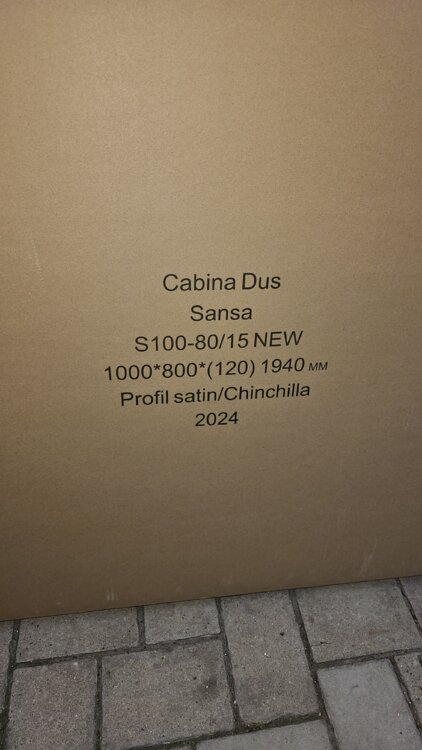 Cabina Dus
Sansa
S100-80/15 NEW
1000*800*(120) 1940 мм
Profil satin/Chinchilla
2024